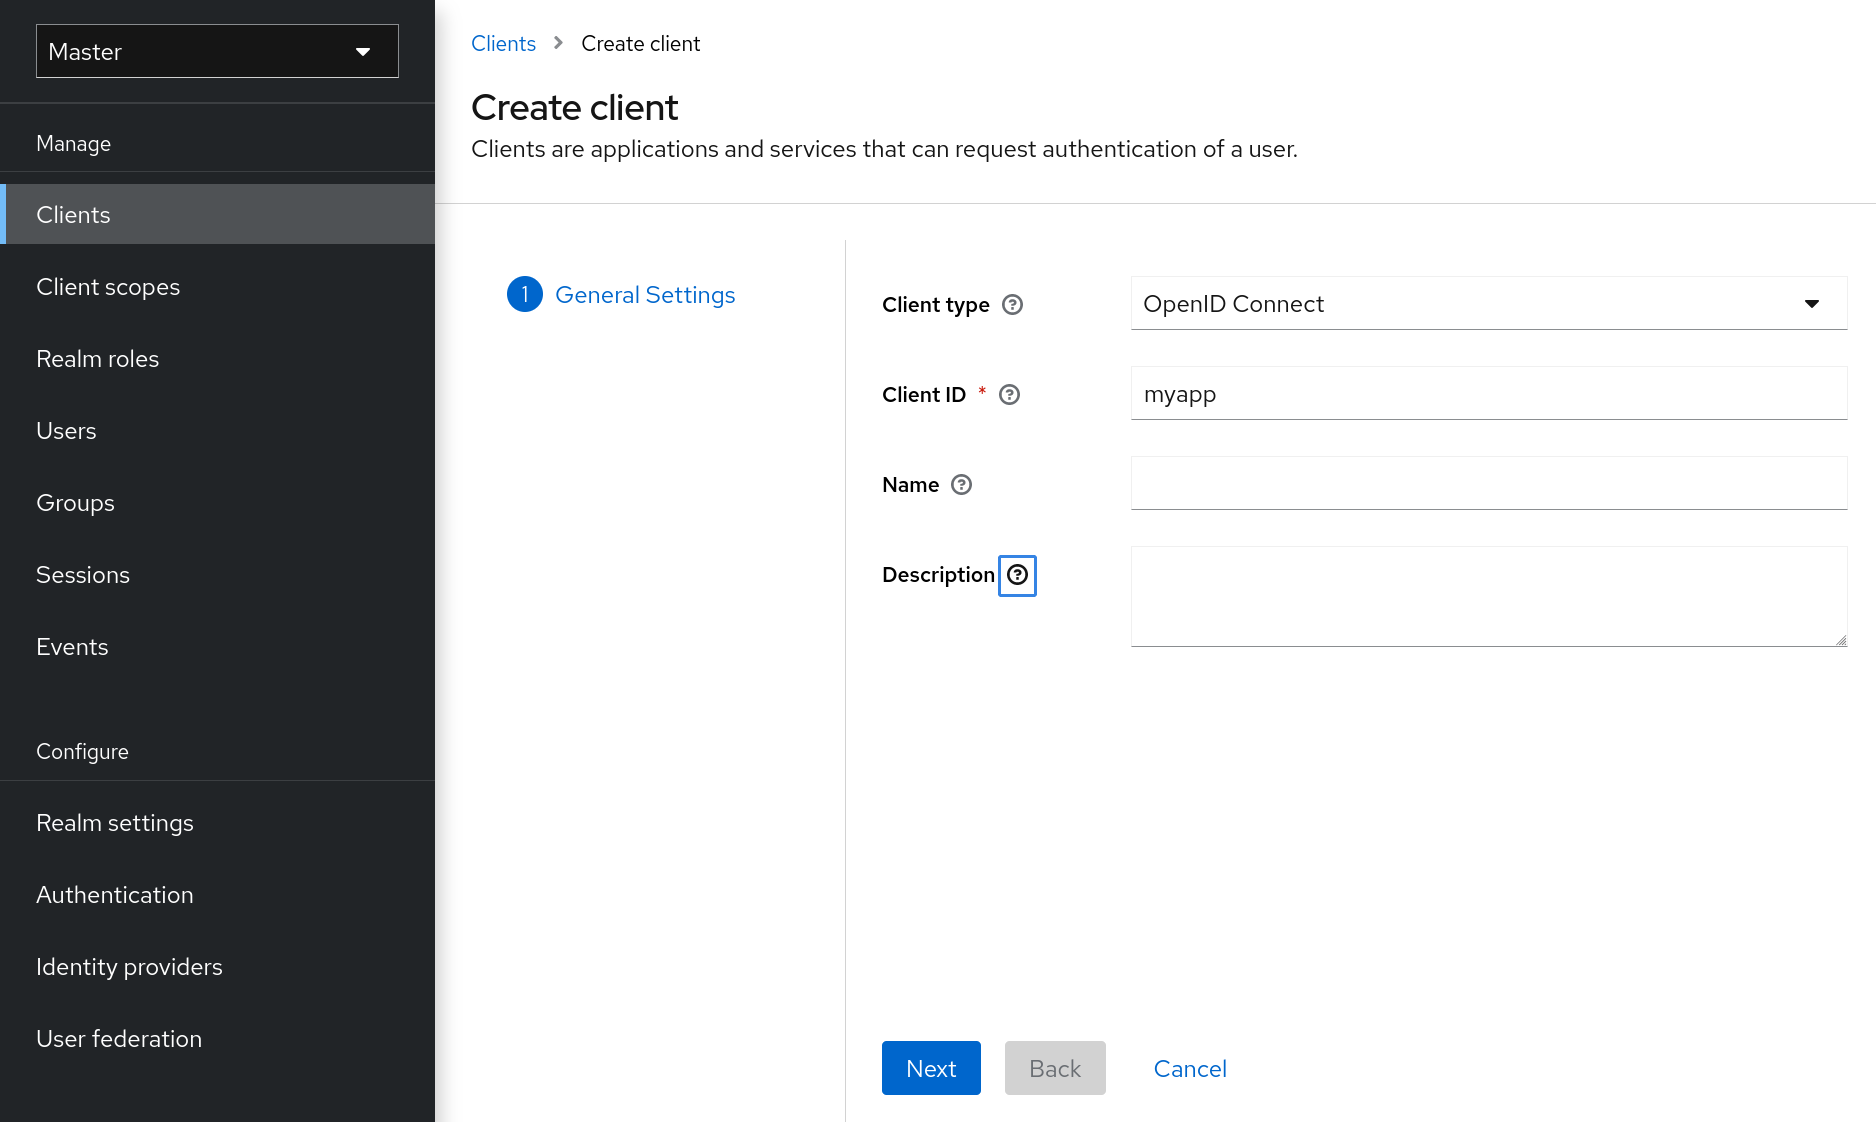 Master
Manage
Clients
Client scopes
Realm roles
Users
Groups
Sessions
Events
Configure
Realm settings
Authentication
Identity providers
User federation
Clients > Create client
Create client
Clients are applications and services that can request authentication of a user.
1 General Settings
Client type OpenID Connect
Client ID * myapp
Name
Description
Next Back Cancel